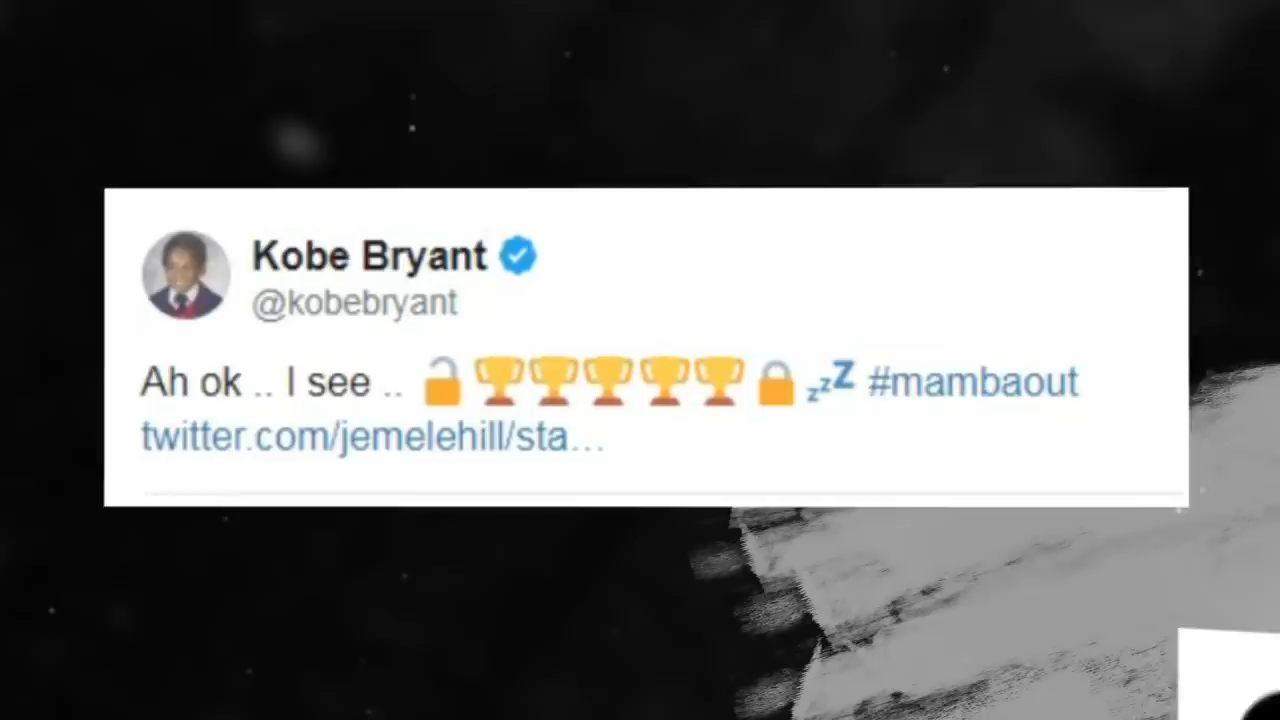 Kobe Bryant
@kobebryant
Ah ok .. I see .. 🔓🏆🏆🏆🏆🏆🔒💤 #mambaout
twitter.com/jemelehill/sta…